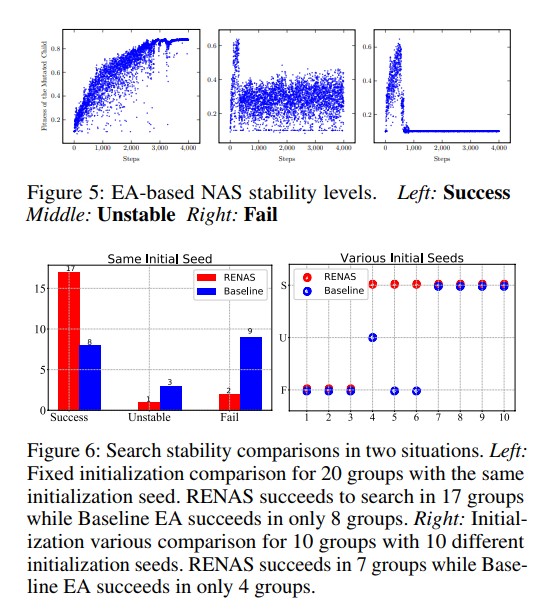 0.8
0.6
0.4
0.2
Fitness of the Mutated Child
0 1,000 2,000 3,000 4,000
Steps
0.6
0.4
0.2
0 1,000 2,000 3,000 4,000
Steps
0.6
0.4
0.2
0 1,000 2,000 3,000 4,000
Steps
Figure 5: EA-based NAS stability levels. Left: Success
Middle: Unstable Right: Fail
Same Initial Seed
RENAS
Baseline
15
10
5
0
17
8
1
3
2
9
Success Unstable Fail
Various Initial Seeds
RENAS
Baseline
S
U
F
1 2 3 4 5 6 7 8 9 10
Figure 6: Search stability comparisons in two situations. Left:
Fixed initialization comparison for 20 groups with the same
initialization seed. RENAS succeeds to search in 17 groups
while Baseline EA succeeds in only 8 groups. Right: Initial-
ization various comparison for 10 groups with 10 different
initialization seeds. RENAS succeeds in 7 groups while Base-
line EA succeeds in only 4 groups.